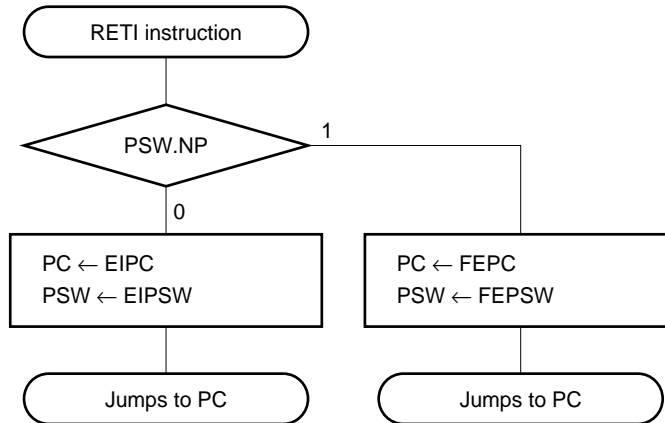 RETI instruction
PSW.NP
1
0
PC ← EIPC
PSW ← EIPSW
PC ← FEPC
PSW ← FEPSW
Jumps to PC
Jumps to PC